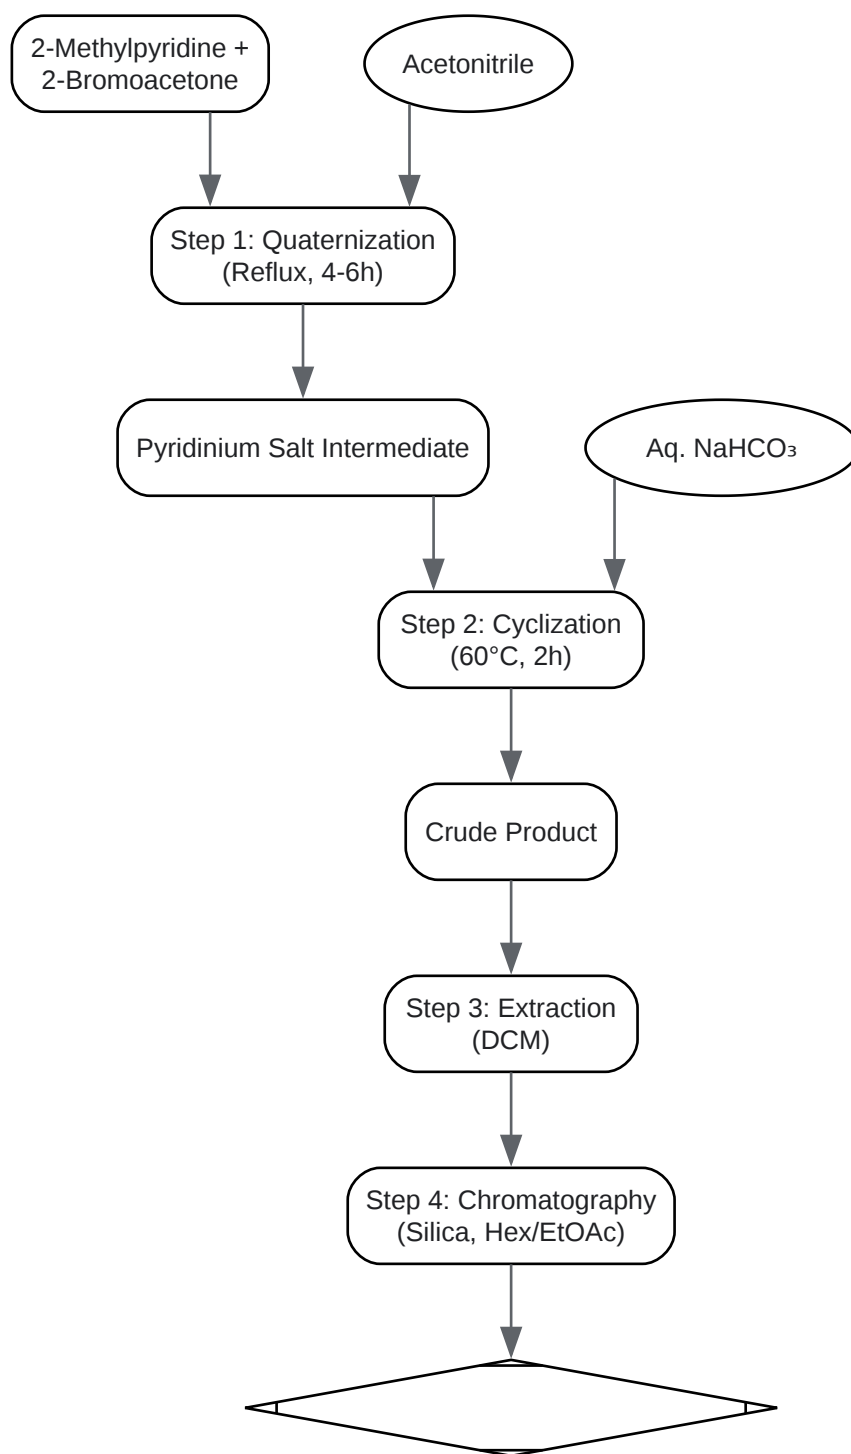 2-Methylpyridine +
2-Bromoacetone
Acetonitrile
Step 1: Quaternization
(Reflux, 4-6h)
Pyridinium Salt Intermediate
Aq. NaHCO₃
Step 2: Cyclization
(60°C, 2h)
Crude Product
Step 3: Extraction
(DCM)
Step 4: Chromatography
(Silica, Hex/EtOAc)